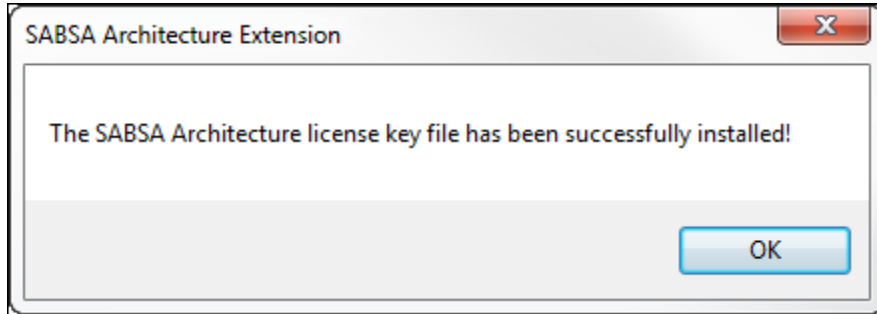 SABSA Architecture Extension
The SABSA Architecture license key file has been successfully installed!
OK